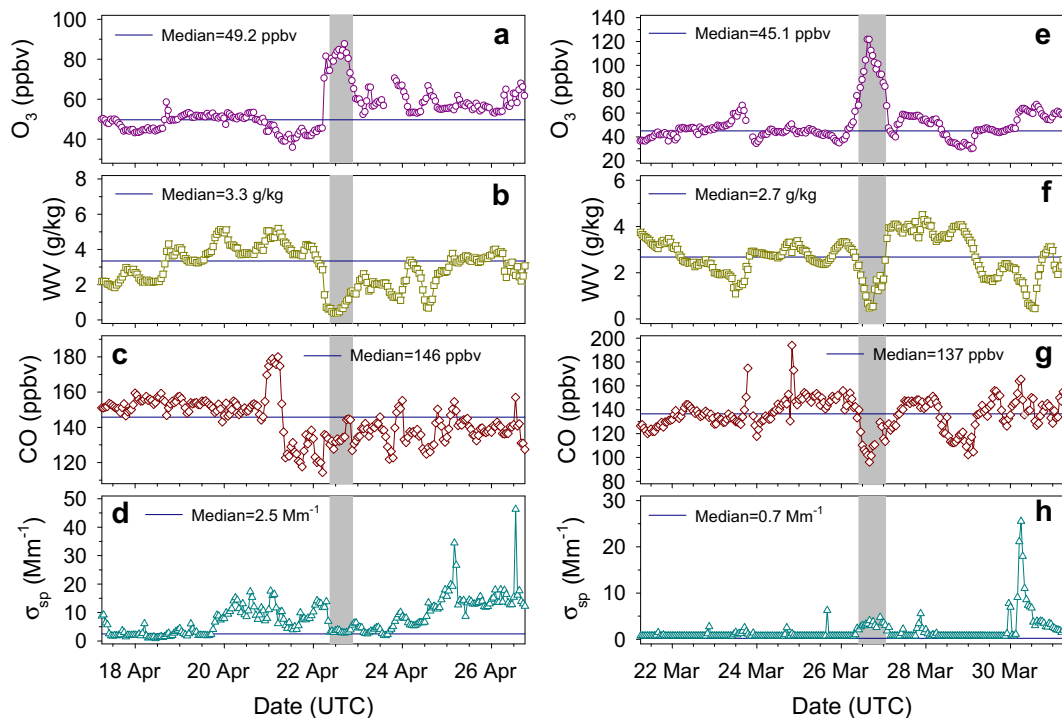 a
Median=49.2 ppbv
O3 (ppbv)
100
80
60
40
20
b
Median=3.3 g/kg
WV (g/kg)
8
6
4
2
0
c
Median=146 ppbv
CO (ppbv)
180
160
140
120
100
d
Median=2.5 Mm-1
σsp (Mm-1)
50
40
30
20
10
0
18 Apr 20 Apr 22 Apr 24 Apr 26 Apr
Date (UTC)
e
Median=45.1 ppbv
O3 (ppbv)
140
120
100
80
60
40
20
f
Median=2.7 g/kg
WV (g/kg)
6
4
2
0
g
Median=137 ppbv
CO (ppbv)
200
180
160
140
120
100
80
h
Median=0.7 Mm-1
σsp (Mm-1)
30
20
10
0
22 Mar 24 Mar 26 Mar 28 Mar 30 Mar
Date (UTC)